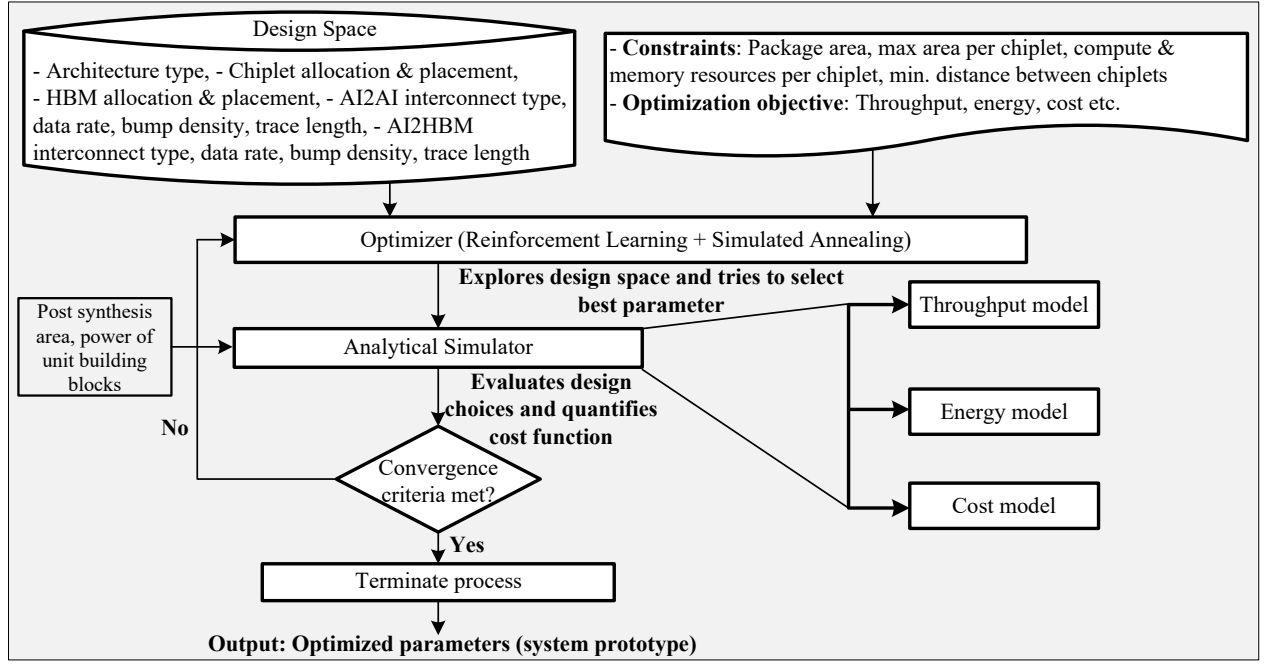 Design Space
- Architecture type, - Chiplet allocation & placement,
- HBM allocation & placement, - AI2AI interconnect type,
data rate, bump density, trace length, - AI2HBM
interconnect type, data rate, bump density, trace length
- Constraints: Package area, max area per chiplet, compute &
memory resources per chiplet, min. distance between chiplets
- Optimization objective: Throughput, energy, cost etc.
Optimizer (Reinforcement Learning + Simulated Annealing)
Explores design space and tries to select
best parameter
Post synthesis
area, power of
unit building
blocks
Analytical Simulator
Throughput model
Energy model
Cost model
Evaluates design
choices and quantifies
cost function
No
Convergence
criteria met?
Yes
Terminate process
Output: Optimized parameters (system prototype)